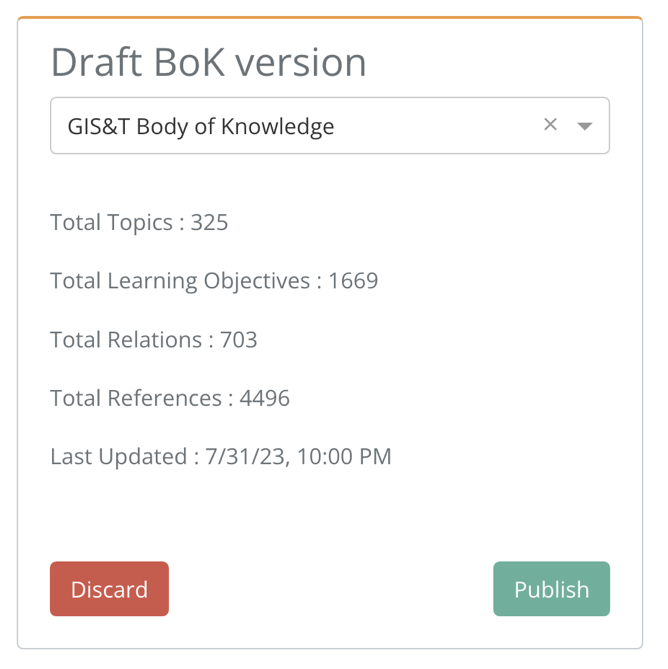 Draft BoK version
GIS&T Body of Knowledge
Total Topics : 325
Total Learning Objectives : 1669
Total Relations : 703
Total References : 4496
Last Updated : 7/31/23, 10:00 PM
Discard
Publish